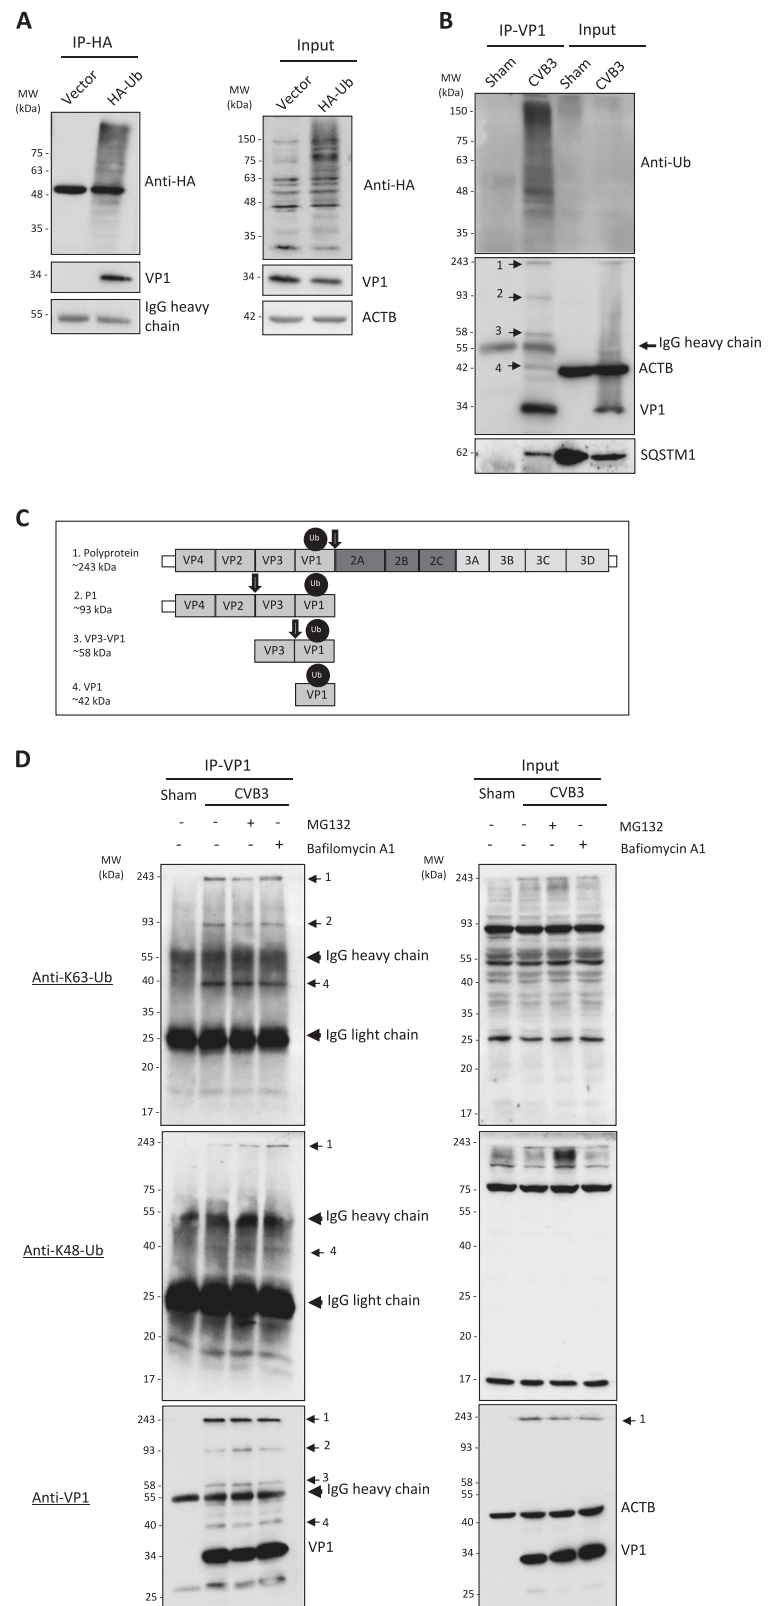 A
IP-HA
Input
MW
(kDa)
Vector
HA-Ub
75 -
63 -
48 -
35 -
Anti-HA
34 -
VP1
55 -
IgG heavy
chain
MW
(kDa)
Vector
HA-Ub
150 -
75 -
63 -
48 -
35 -
Anti-HA
34 -
VP1
42 -
ACTB
B
IP-VP1
Input
MW
(kDa)
Sham
CVB3
Sham
CVB3
150 -
75 -
63 -
48 -
35 -
Anti-Ub
243 -
93 -
58 -
55 -
42 -
34 -
1
2
3
4
IgG heavy chain
ACTB
VP1
62 -
SQSTM1
C
1. Polyprotein
~243 kDa
Ub
VP4 VP2 VP3 VP1 2A 2B 2C 3A 3B 3C 3D
2. P1
~93 kDa
Ub
VP4 VP2 VP3 VP1
3. VP3-VP1
~58 kDa
Ub
VP3 VP1
4. VP1
~42 kDa
Ub
VP1
D
IP-VP1
Input
Sham CVB3
Sham CVB3
- - + - MG132
- - - + Bafilomycin A1
- - + - MG132
- - - + Bafiomycin A1
MW
(kDa)
MW
(kDa)
Anti-K63-Ub
243 -
93 -
55 -
40 -
35 -
25 -
20 -
17 -
1
2
IgG heavy chain
4
IgG light chain
243 -
93 -
55 -
40 -
35 -
25 -
20 -
17 -
Anti-K48-Ub
243 -
75 -
55 -
40 -
25 -
20 -
17 -
1
IgG heavy chain
4
IgG light chain
243 -
75 -
55 -
40 -
25 -
20 -
17 -
Anti-VP1
243 -
93 -
58 -
55 -
40 -
34 -
25 -
1
2
3
IgG heavy chain
4
VP1
243 -
93 -
58 -
55 -
40 -
34 -
25 -
1
ACTB
VP1